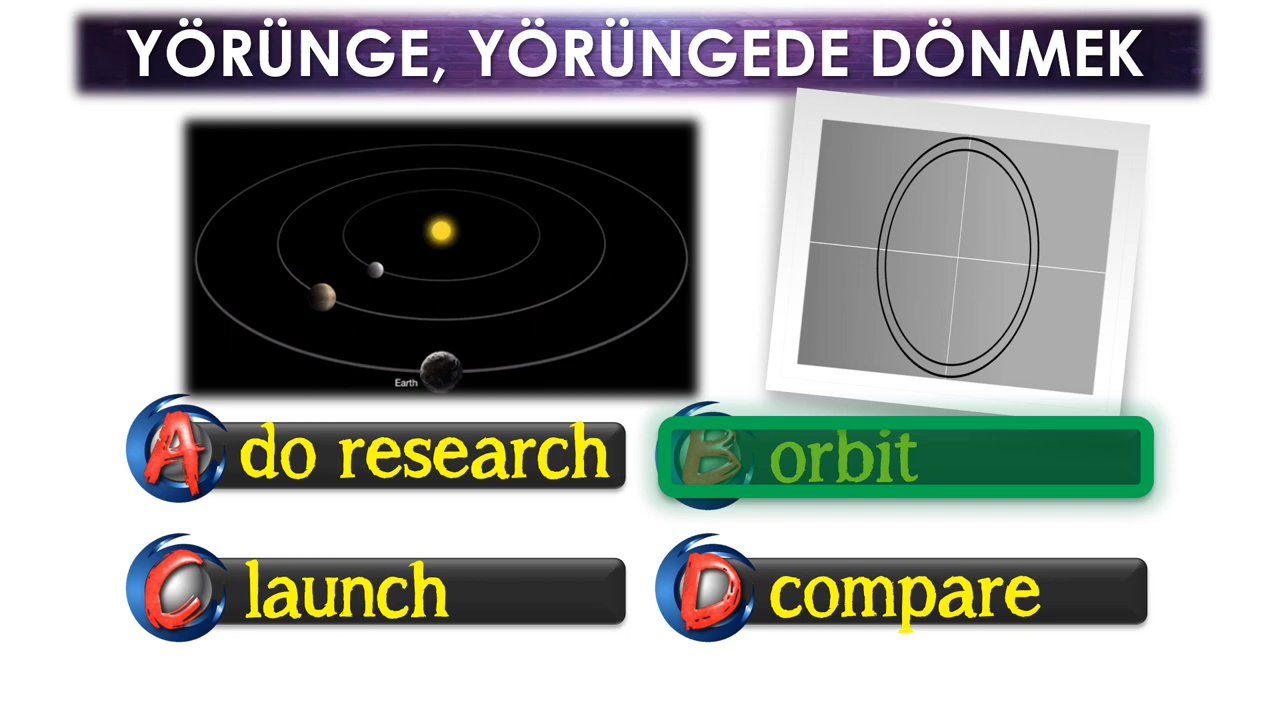 YÖRÜNGE, YÖRÜNGEDE DÖNMEK
Earth
A do research
B orbit
C launch
D compare